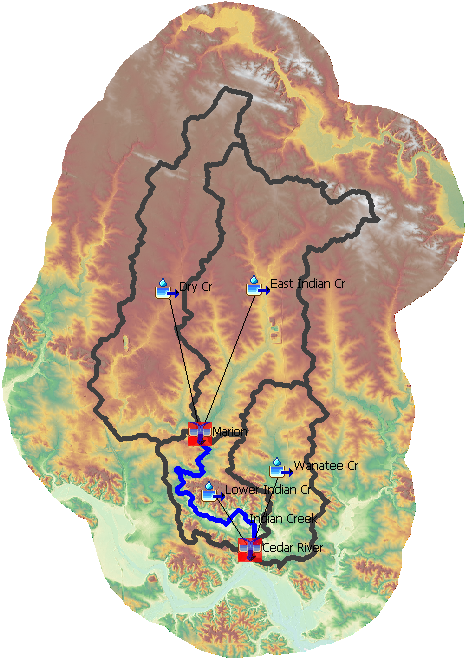 Dry Cr
East Indian Cr
Marion
Wanatee Cr
Lower Indian Cr
Indian Creek
Cedar River